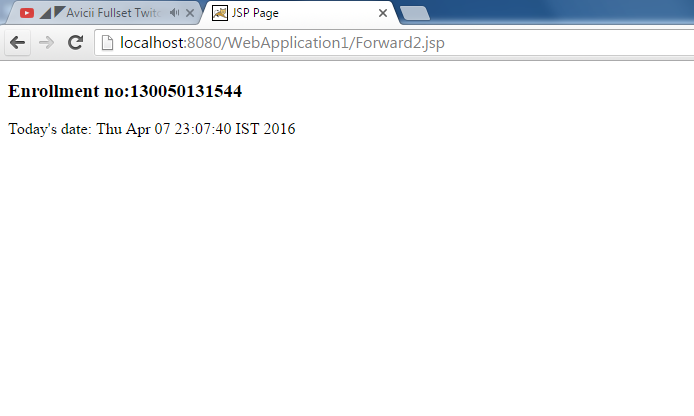 Avicii Fullset Twitc
JSP Page
localhost:8080/WebApplication1/Forward2.jsp
Enrollment no:130050131544
Today's date: Thu Apr 07 23:07:40 IST 2016